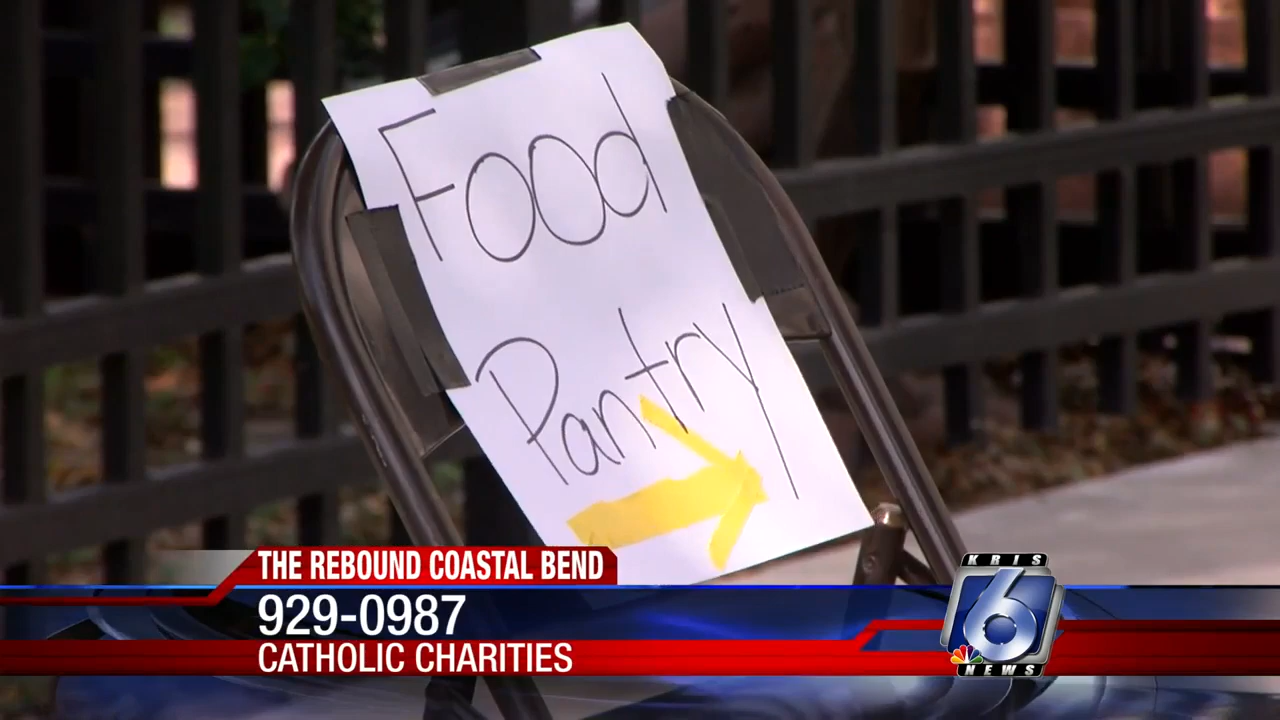 Food
Pantry
THE REBOUND COASTAL BEND
929-0987
CATHOLIC CHARITIES
KRIS
6
NEWS